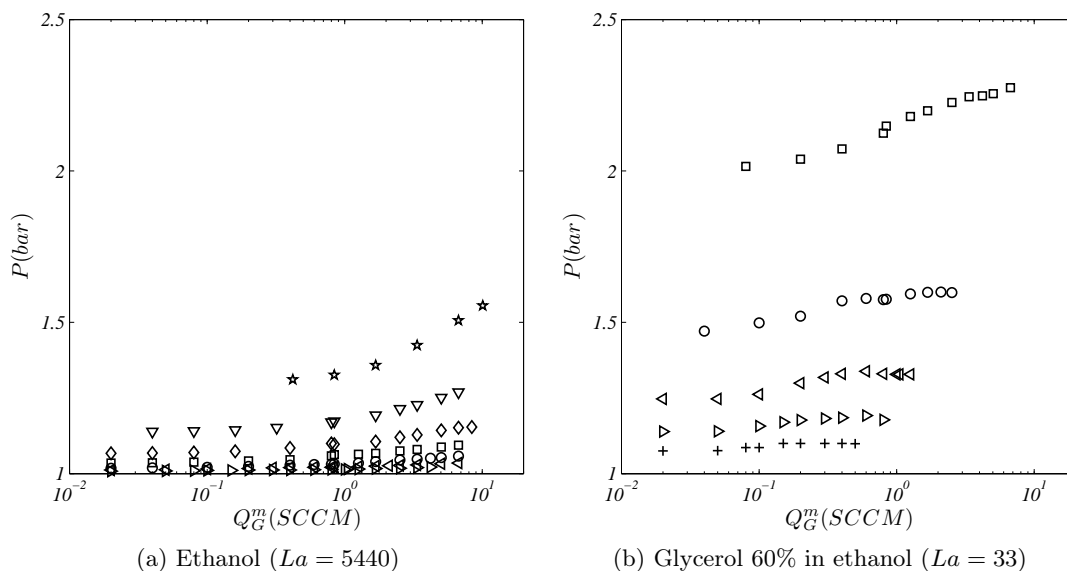 2.5
2
1.5
1
P(bar)
10^-2
10^-1
10^0
10^1
Q_G^m(SCCM)
(a) Ethanol (La = 5440)
2.5
2
1.5
1
P(bar)
10^-2
10^-1
10^0
10^1
Q_G^m(SCCM)
(b) Glycerol 60% in ethanol (La = 33)